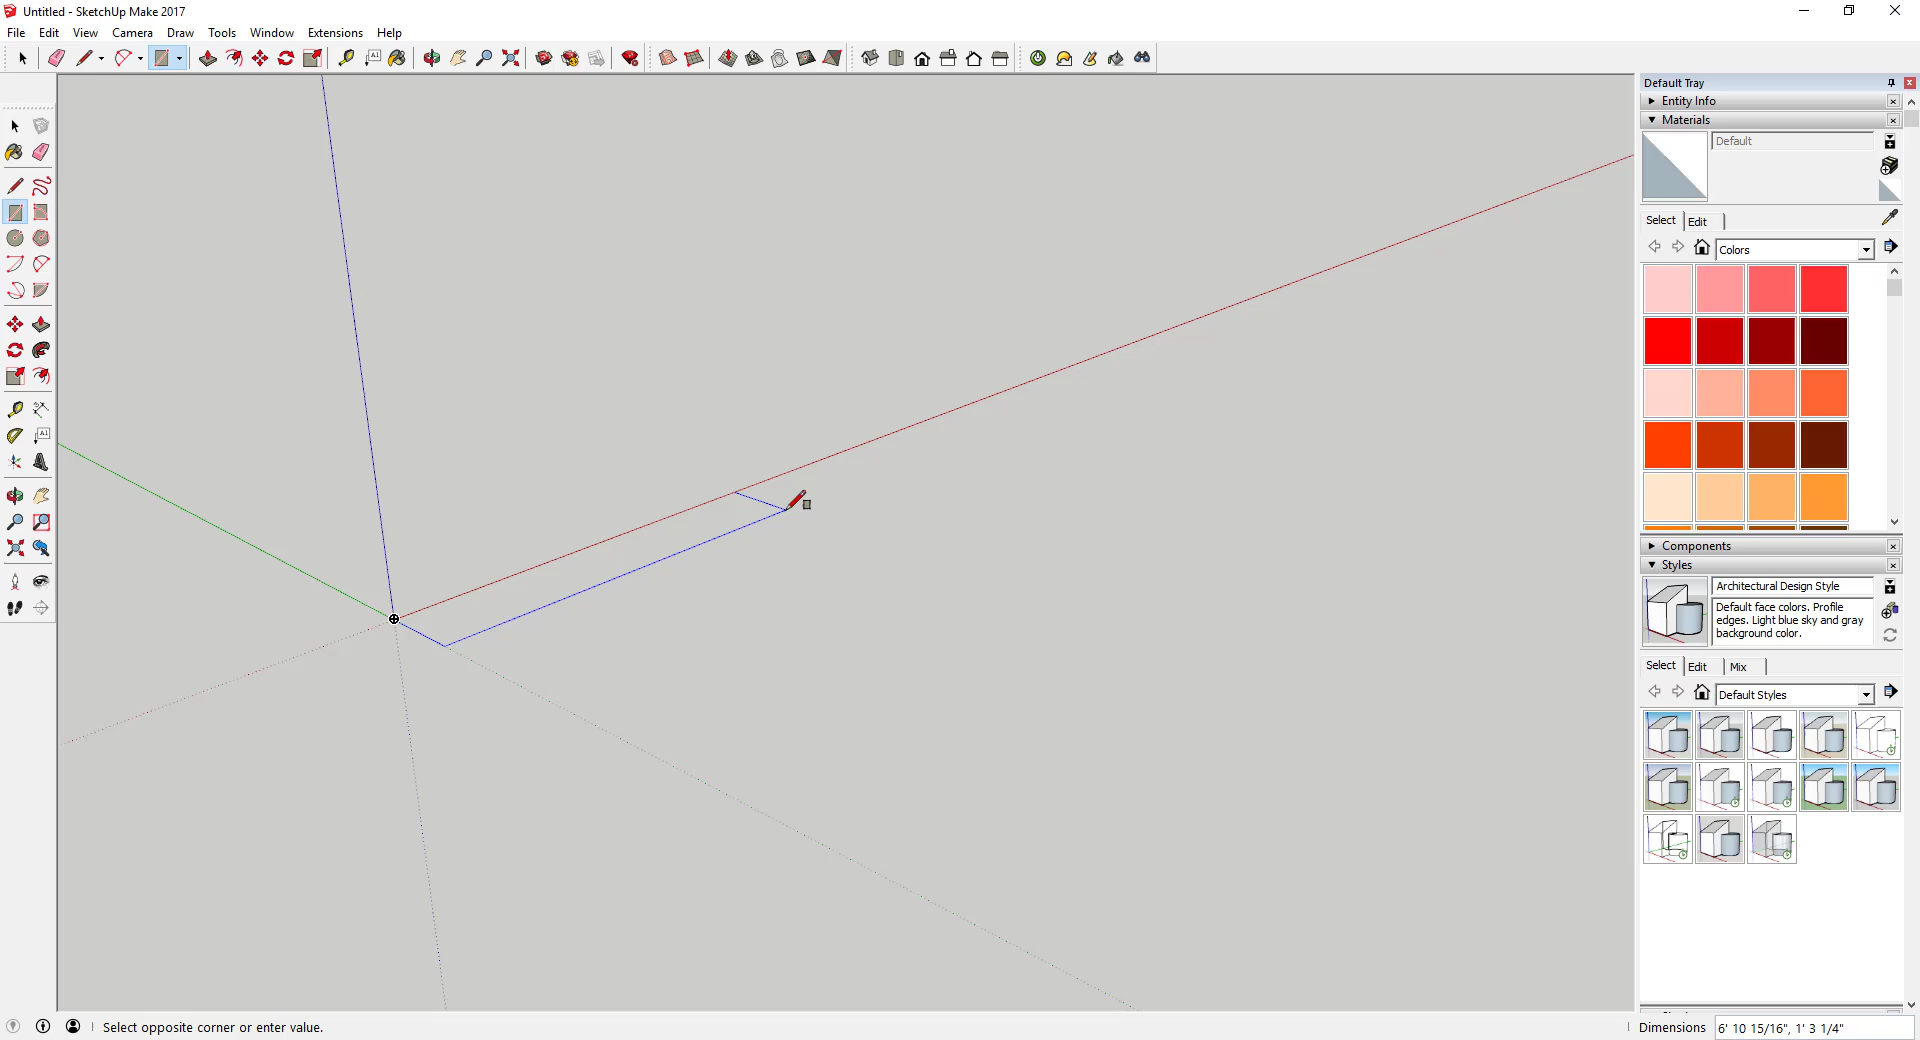 Untitled - SketchUp Make 2017
File Edit View Camera Draw Tools Window Extensions Help
Default Tray
Entity Info
Materials
Default
Select Edit
Colors
Components
Styles
Architectural Design Style
Default face colors. Profile
edges. Light blue sky and gray
background color.
Select Edit Mix
Default Styles
Select opposite corner or enter value.
Dimensions 6' 10 15/16", 1' 3 1/4"